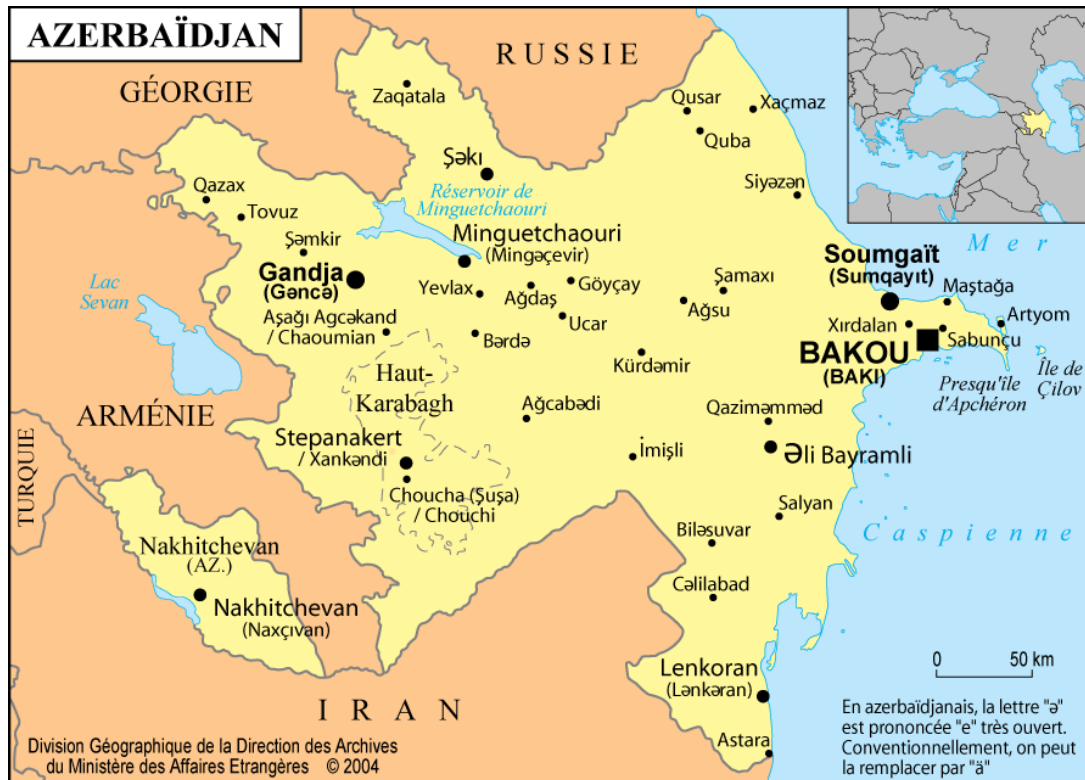 AZERBAÏDJAN
RUSSIE
GÉORGIE
Zaqatala
Qusar
Xaçmaz
Quba
Şəkı
Siyəzən
Qazax
Tovuz
Réservoir de
Minguetchaouri
Minguetchaouri
(Mingəçevir)
Şəmkir
Gandja
(Gəncə)
Yevlax
Ağdaş
Göyçay
Şamaxı
Ağsu
Ucar
Soumgaït
(Sumqayıt)
Mer
Maştağa
Artyom
Xırdalan
Sabunçu
BAKOU
(BAKI)
Presqu'île
d'Apchéron
Île de
Çilov
Lac
Sevan
Aşağı Agcəkand
/ Chaoumian
Bərdə
Kürdəmir
Haut-
Karabagh
ARMÉNIE
Ağcabədi
Qaziməmməd
Stepanakert
/ Xankəndi
İmişli
Əli Bayramli
TURQUIE
Choucha (Şuşa)
/ Chouchi
Salyan
Caspienne
Biləsuvar
Nakhitchevan
(AZ.)
Nakhitchevan
(Naxçıvan)
Cəlilabad
Lenkoran
(Lənkəran)
0 50 km
IRAN
Astara
En azerbaïdjanais, la lettre "ə"
est prononcée "e" très ouvert.
Conventionnellement, on peut
la remplacer par "ä"
Division Géographique de la Direction des Archives
du Ministère des Affaires Etrangères © 2004